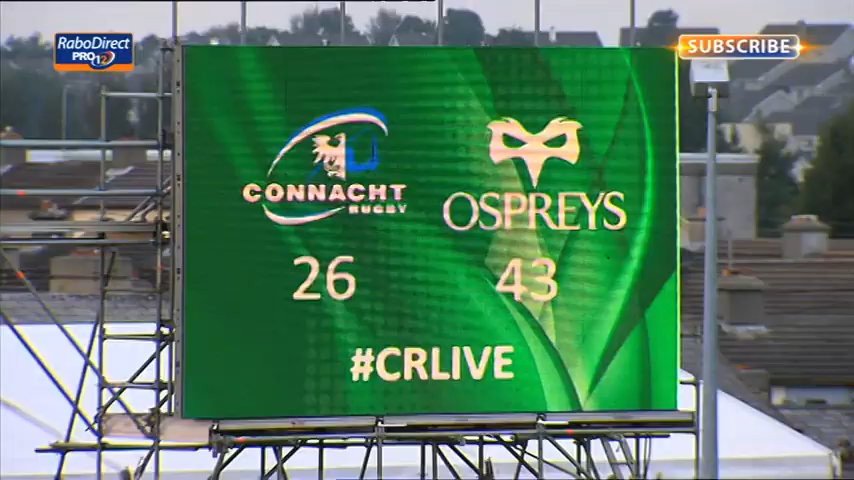 RaboDirect
PRO12
SUBSCRIBE
CONNACHT
RUGBY
OSPREYS
26
43
#CRLIVE